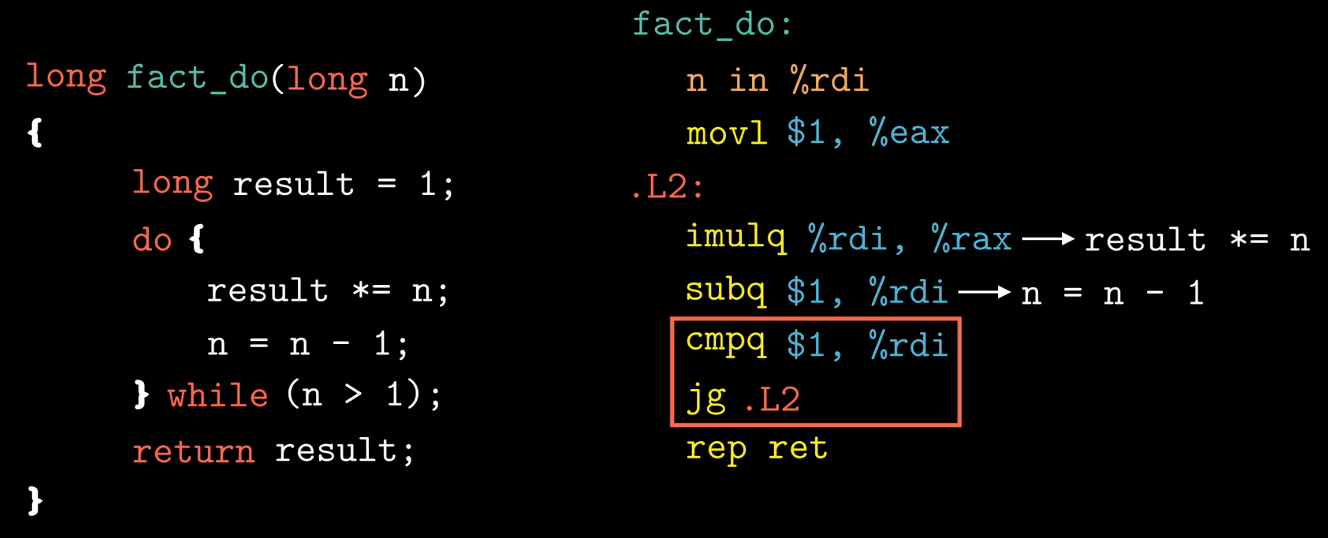 long fact_do(long n)
{
long result = 1;
do {
result *= n;
n = n - 1;
} while (n > 1);
return result;
}
fact_do:
n in %rdi
movl $1, %eax
.L2:
imulq %rdi, %rax → result *= n
subq $1, %rdi → n = n - 1
cmpq $1, %rdi
jg .L2
rep ret